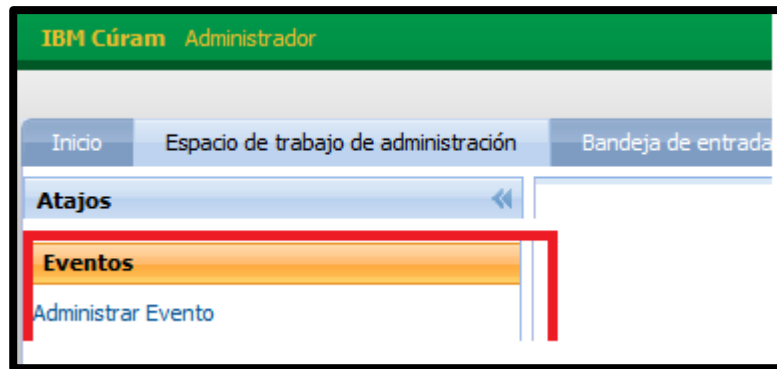 IBM Cúram Administrador
Inicio Espacio de trabajo de administración Bandeja de entrada
Atajos
Eventos
Administrar Evento